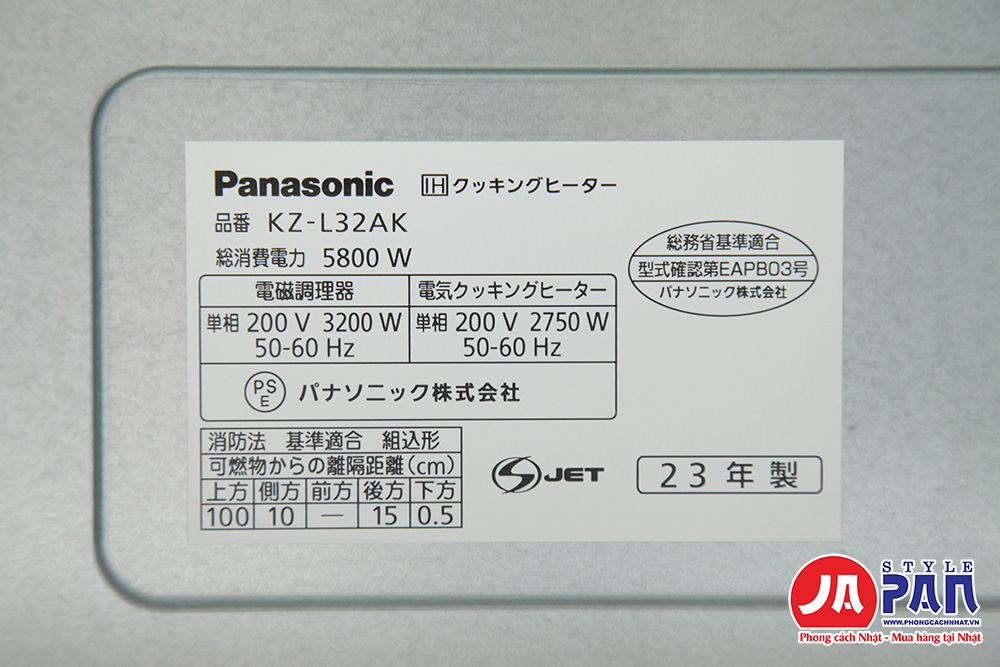 Panasonic IHクッキングヒーター
品番 KZ-L32AK
総消費電力 5800 W
電磁調理器 電気クッキングヒーター
単相 200 V 3200 W 単相 200 V 2750 W
50-60 Hz 50-60 Hz
PSE パナソニック株式会社
総務省基準適合
型式確認第EAPB03号
パナソニック株式会社
消防法 基準適合 組込形
可燃物からの離隔距離(cm)
上方 側方 前方 後方 下方
100 10 — 15 0.5
S JET
23年製
JA STYLE PAN
WWW.PHONGCACHNHAT.VN
Phong cách Nhật - Mua hàng tại Nhật